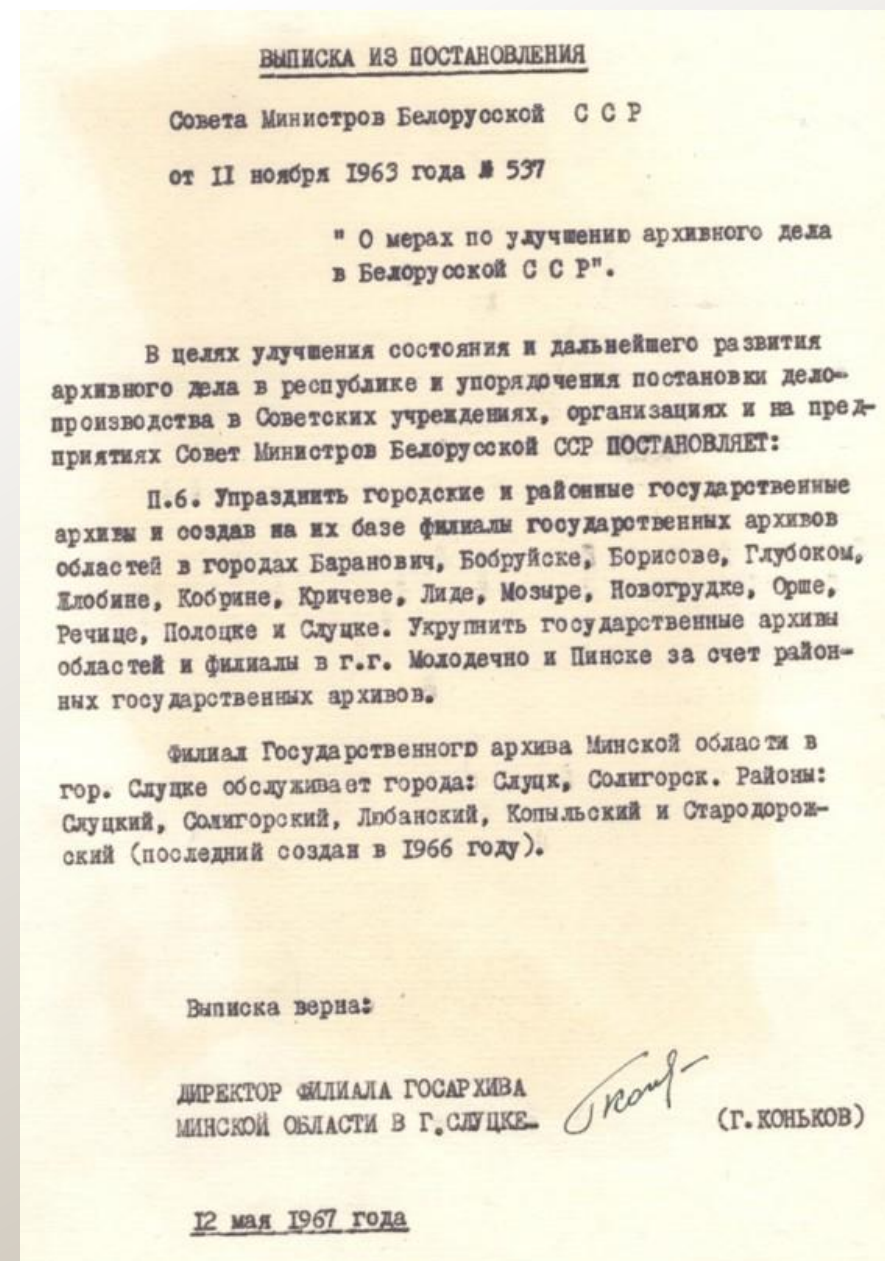 ВЫПИСКА ИЗ ПОСТАНОВЛЕНИЯ
Совета Министров Белорусской С С Р
от II ноября I963 года № 537
" О мерах по улучшению архивного дела
в Белорусской С С Р".
В целях улучшения состояния и дальнейшего развития
архивного дела в республике и упорядочения постановки дело-
производства в Советских учреждениях, организациях и на пред-
приятиях Совет Министров Белорусской ССР ПОСТАНОВЛЯЕТ:
П.6. Упразднить городские и районные государственные
архивы и создав на их базе филиалы государственных архивов
областей в городах Баранович, Бобруйске, Борисове, Глубоком,
Жлобине, Кобрине, Кричеве, Лиде, Мозыре, Новогрудке, Орше,
Речице, Полоцке и Слуцке. Укрупнить государственные архивы
областей и филиалы в г.г. Молодечно и Пинске за счет район-
ных государственных архивов.
Филиал Государственного архива Минской области в
гор. Слуцке обслуживает города: Слуцк, Солигорск. Районы:
Слуцкий, Солигорский, Любанский, Копыльский и Стародорож-
ский (последний создан в I966 году).
Выписка верна:
ДИРЕКТОР ФИЛИАЛА ГОСАРХИВА
МИНСКОЙ ОБЛАСТИ В Г.СЛУЦКЕ-
(Г.КОНЬКОВ)
I2 мая I967 года